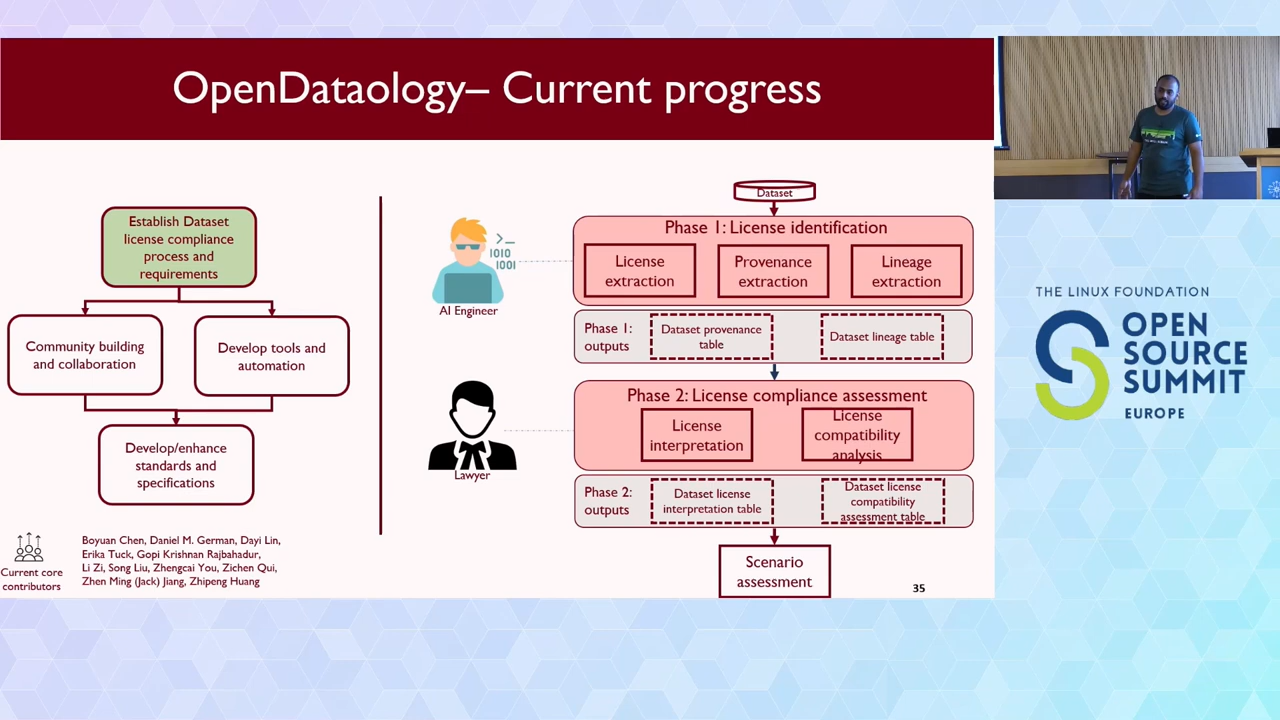 OpenDataology– Current progress
Establish Dataset
license compliance
process and
requirements
Community building
and collaboration
Develop tools and
automation
Develop/enhance
standards and
specifications
Current core
contributors
Boyuan Chen, Daniel M. German, Dayi Lin,
Erika Tuck, Gopi Krishnan Rajbahadur,
Li Zi, Song Liu, Zhengcai You, Zichen Qui,
Zhen Ming (Jack) Jiang, Zhipeng Huang
Dataset
>_
1010
1001
AI Engineer
Phase 1: License identification
License
extraction
Provenance
extraction
Lineage
extraction
Phase 1:
outputs
Dataset provenance
table
Dataset lineage table
Lawyer
Phase 2: License compliance assessment
License
interpretation
License
compatibility
analysis
Phase 2:
outputs
Dataset license
interpretation table
Dataset license
compatibility
assessment table
Scenario
assessment
35
THE LINUX FOUNDATION
OPEN
SOURCE
SUMMIT
EUROPE